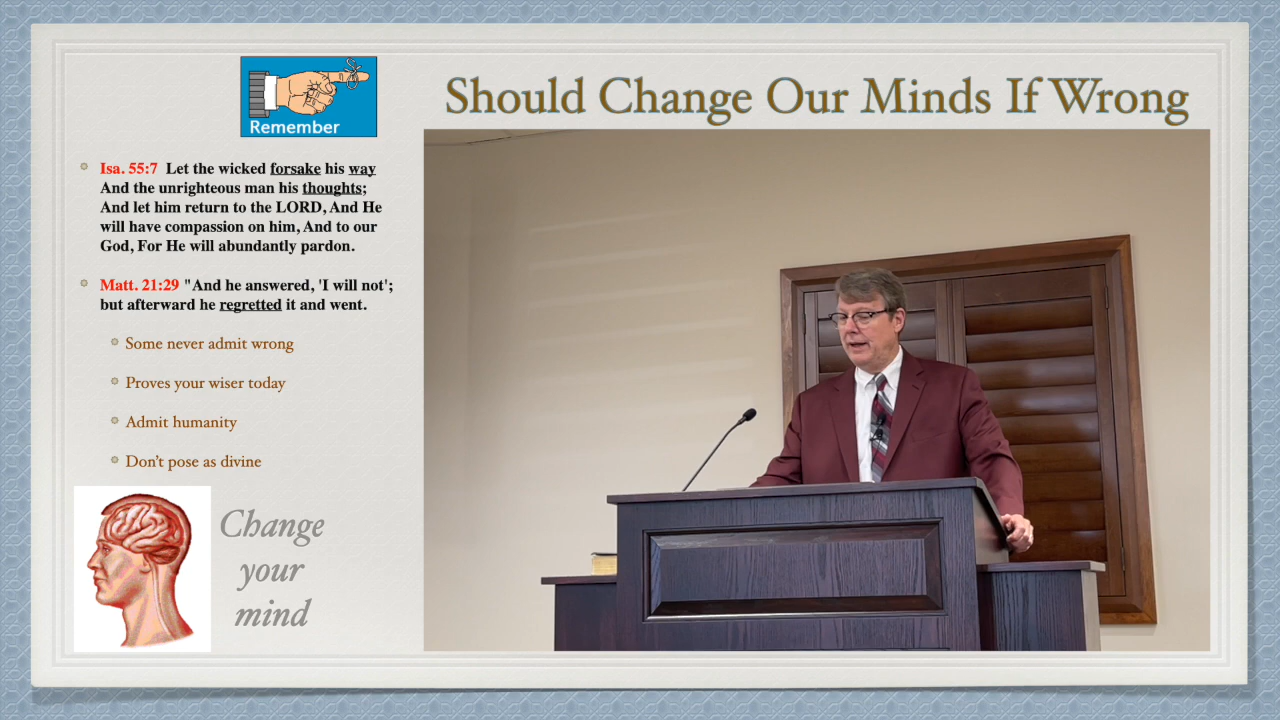 Remember
Should Change Our Minds If Wrong
Isa. 55:7  Let the wicked forsake his way
And the unrighteous man his thoughts;
And let him return to the LORD, And He
will have compassion on him, And to our
God, For He will abundantly pardon.
Matt. 21:29 "And he answered, 'I will not';
but afterward he regretted it and went.
Some never admit wrong
Proves your wiser today
Admit humanity
Don't pose as divine
Change
your
mind